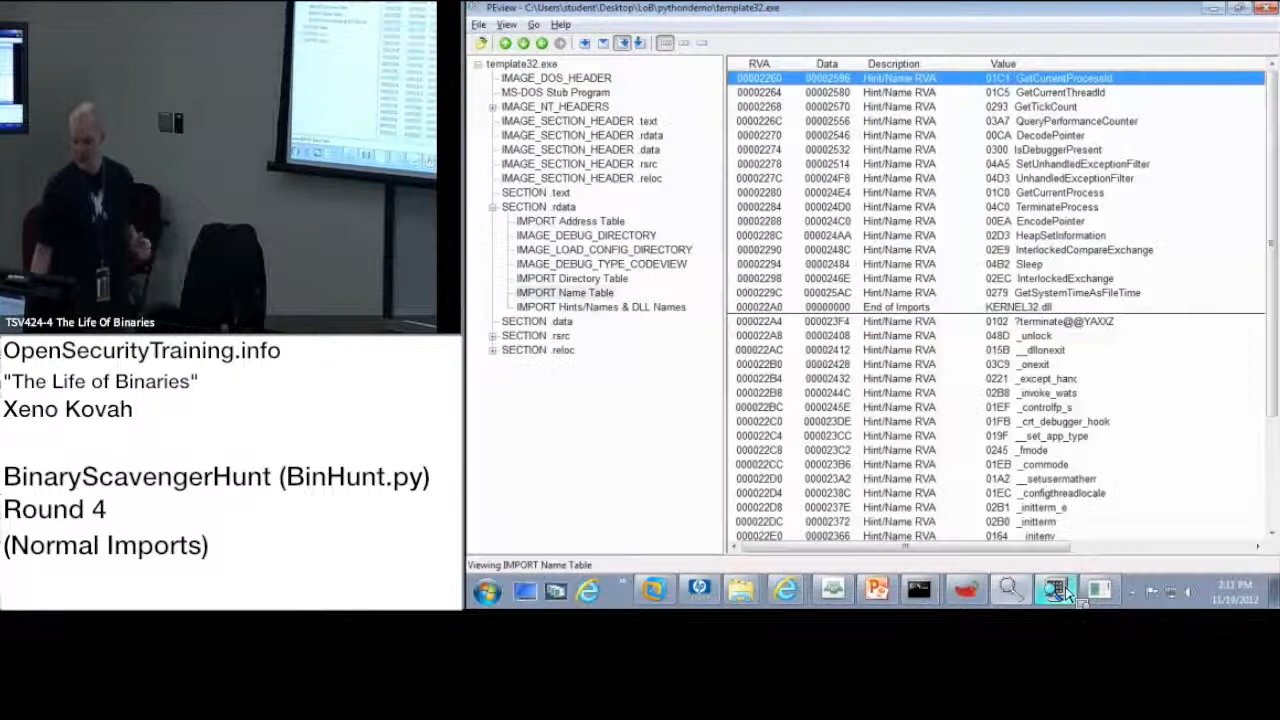 PEview - C:\Users\student\Desktop\LoB\pythondemo\template32.exe
File View Go Help
template32.exe
IMAGE_DOS_HEADER
MS-DOS Stub Program
IMAGE_NT_HEADERS
IMAGE_SECTION_HEADER .text
IMAGE_SECTION_HEADER .rdata
IMAGE_SECTION_HEADER .data
IMAGE_SECTION_HEADER .rsrc
IMAGE_SECTION_HEADER .reloc
SECTION .text
SECTION .rdata
IMPORT Address Table
IMAGE_DEBUG_DIRECTORY
IMAGE_LOAD_CONFIG_DIRECTORY
IMAGE_DEBUG_TYPE_CODEVIEW
IMPORT Directory Table
IMPORT Name Table
IMPORT Hints/Names & DLL Names
SECTION .data
SECTION .rsrc
SECTION .reloc
RVA Data Description Value
00002260 00002596 Hint/Name RVA 01C1 GetCurrentProcessId
00002264 00002580 Hint/Name RVA 01C5 GetCurrentThreadId
00002268 00002570 Hint/Name RVA 0293 GetTickCount
0000226C 00002556 Hint/Name RVA 03A7 QueryPerformanceCounter
00002270 00002546 Hint/Name RVA 00CA DecodePointer
00002274 00002532 Hint/Name RVA 0300 IsDebuggerPresent
00002278 00002514 Hint/Name RVA 04A5 SetUnhandledExceptionFilter
0000227C 000024F8 Hint/Name RVA 04D3 UnhandledExceptionFilter
00002280 000024E4 Hint/Name RVA 01C0 GetCurrentProcess
00002284 000024D0 Hint/Name RVA 04C0 TerminateProcess
00002288 000024C0 Hint/Name RVA 00EA EncodePointer
0000228C 000024AA Hint/Name RVA 02D3 HeapSetInformation
00002290 0000248C Hint/Name RVA 02E9 InterlockedCompareExchange
00002294 00002484 Hint/Name RVA 04B2 Sleep
00002298 0000246E Hint/Name RVA 02EC InterlockedExchange
0000229C 000025AC Hint/Name RVA 0279 GetSystemTimeAsFileTime
000022A0 00000000 End of Imports KERNEL32.dll
000022A4 000023F4 Hint/Name RVA 0102 ?terminate@@YAXXZ
000022A8 00002408 Hint/Name RVA 048D _unlock
000022AC 00002412 Hint/Name RVA 015B __dllonexit
000022B0 00002428 Hint/Name RVA 03C9 _onexit
000022B4 00002432 Hint/Name RVA 0221 _except_hanc
000022B8 0000244C Hint/Name RVA 02B8 _invoke_wats
000022BC 0000245E Hint/Name RVA 01EF _controlfp_s
000022C0 000023DE Hint/Name RVA 01FB _crt_debugger_hook
000022C4 000023CC Hint/Name RVA 019F __set_app_type
000022C8 000023C2 Hint/Name RVA 0245 _fmode
000022CC 000023B6 Hint/Name RVA 01EB _commode
000022D0 000023A2 Hint/Name RVA 01A2 __setusermatherr
000022D4 0000238C Hint/Name RVA 01EC _configthreadlocale
000022D8 0000237E Hint/Name RVA 02B1 _initterm_e
000022DC 00002372 Hint/Name RVA 02B0 _initterm
000022E0 00002366 Hint/Name RVA 0164 __initenv
Viewing IMPORT Name Table
2:11 PM
11/19/2012
TSV424-4 The Life Of Binaries
OpenSecurityTraining.info
"The Life of Binaries"
Xeno Kovah
BinaryScavengerHunt (BinHunt.py)
Round 4
(Normal Imports)